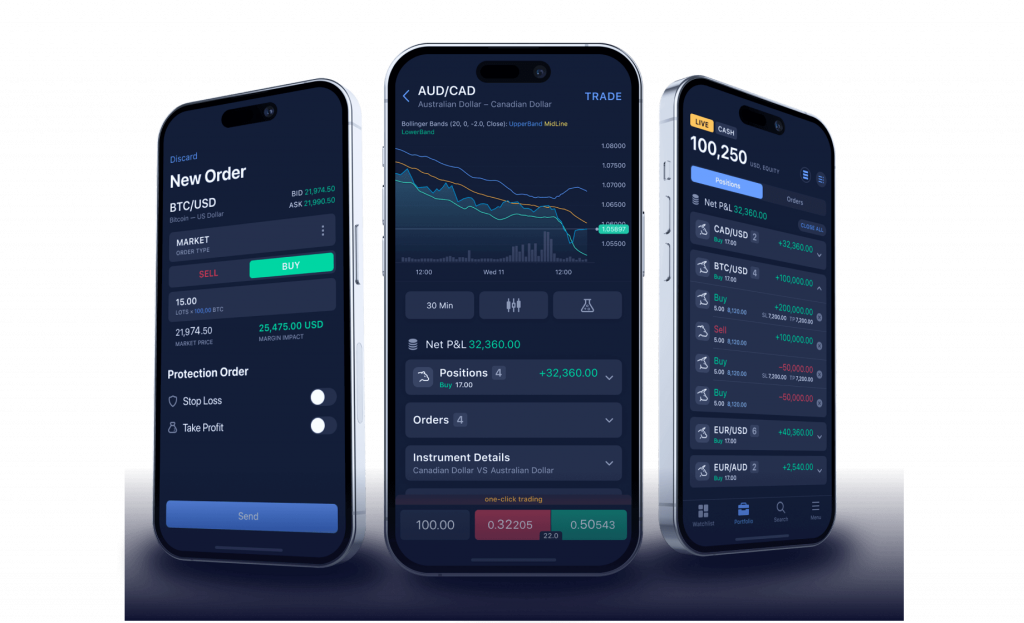 Discard
New Order
BTC/USD
Bitcoin — US Dollar
BID 21,974.50
ASK 21,990.50
MARKET
ORDER TYPE
SELL
BUY
15.00
LOTS = 100,00 BTC
21,974.50
MARKET PRICE
25,475.00 USD
MARGIN IMPACT
Protection Order
Stop Loss
Take Profit
Send
AUD/CAD
Australian Dollar – Canadian Dollar
TRADE
Bollinger Bands (20, 0, -2.0, Close): UpperBand MidLine
LowerBand
1.08000
1.07500
1.07000
1.06500
1.06000
1.05897
1.05500
12:00
Wed 11
12:00
30 Min
Net P&L 32,360.00
Positions 4
Buy 17.00
+32,360.00
Orders 4
Instrument Details
Canadian Dollar VS Australian Dollar
one-click trading
100.00
0.32205
0.50543
22.0
LIVE
CASH
100,250 USD, EQUITY
Positions
Orders
Net P&L 32,360.00
CLOSE ALL
CAD/USD 2
Buy 17.00
+32,360.00
BTC/USD 4
Buy 17.00
+100,000.00
Buy
5.00 8,120.00
+200,000.00
SL 7,200.00 TP 7,200.00
Sell
5.00 8,120.00
+100,000.00
Buy
5.00 8,120.00
-50,000.00
SL 7,200.00 TP 7,200.00
Buy
5.00 8,120.00
-50,000.00
EUR/USD 6
Buy 17.00
+40,360.00
EUR/AUD 2
Buy 17.00
+2,540.00
Watchlist
Portfolio
Search
Menu